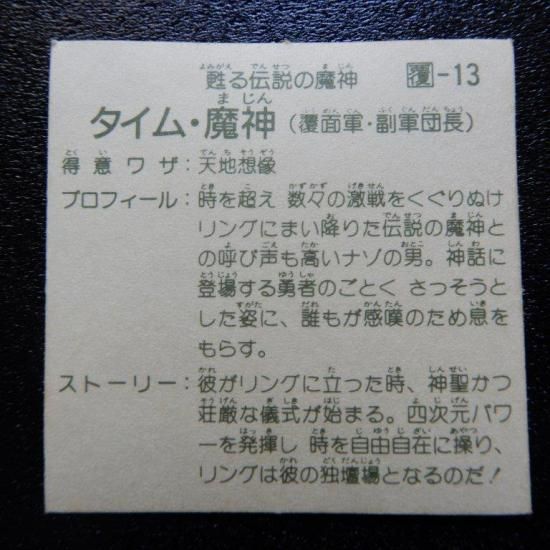 甦る伝説の魔神 覆-13
タイム・魔神(覆面軍・副軍団長)
得意ワザ:天地想像
プロフィール:時を超え 数々の激戦をくぐりぬけ
リングにまい降りた伝説の魔神と
の呼び声も高いナゾの男。神話に
登場する勇者のごとく さっそうと
した姿に、誰もが感嘆のため息を
もらす。
ストーリー:彼がリングに立った時、神聖かつ
荘厳な儀式が始まる。四次元パワ
ーを発揮し 時を自由自在に操り、
リングは彼の独壇場となるのだ!